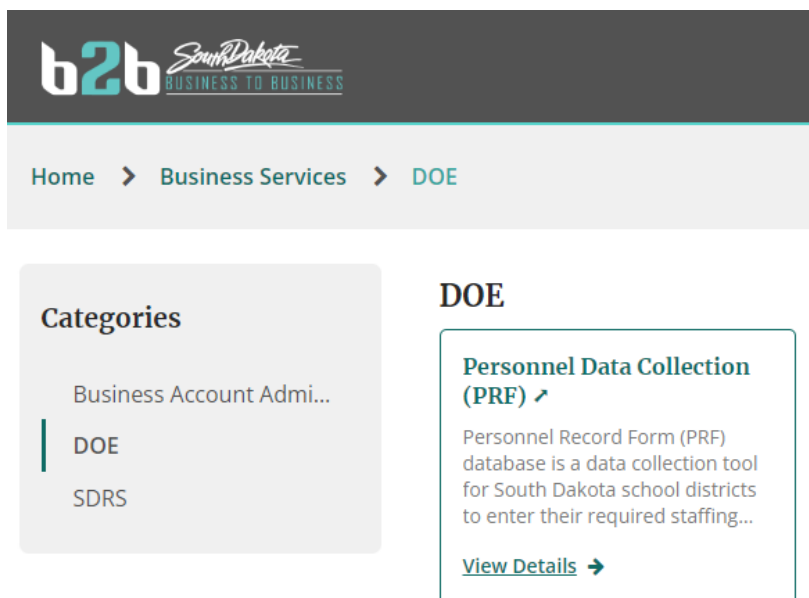 b2b South Dakota
BUSINESS TO BUSINESS
Home > Business Services > DOE
Categories
Business Account Admi...
DOE
SDRS
DOE
Personnel Data Collection
(PRF) ↗
Personnel Record Form (PRF)
database is a data collection tool
for South Dakota school districts
to enter their required staffing...
View Details →